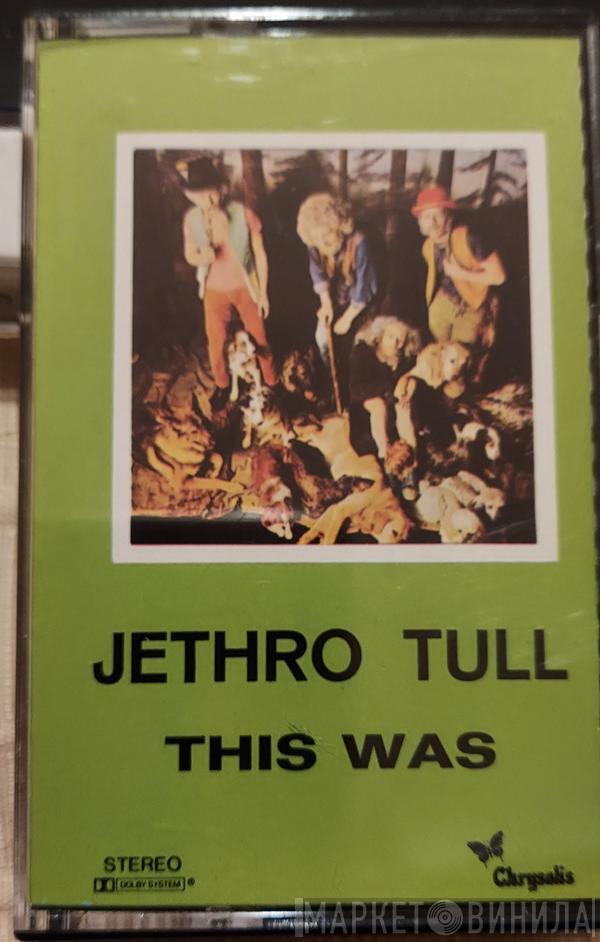 JETHRO TULL
THIS WAS
STEREO
DOLBY SYSTEM ®
Chrysalis
МАРКЕТ ВИНИЛА